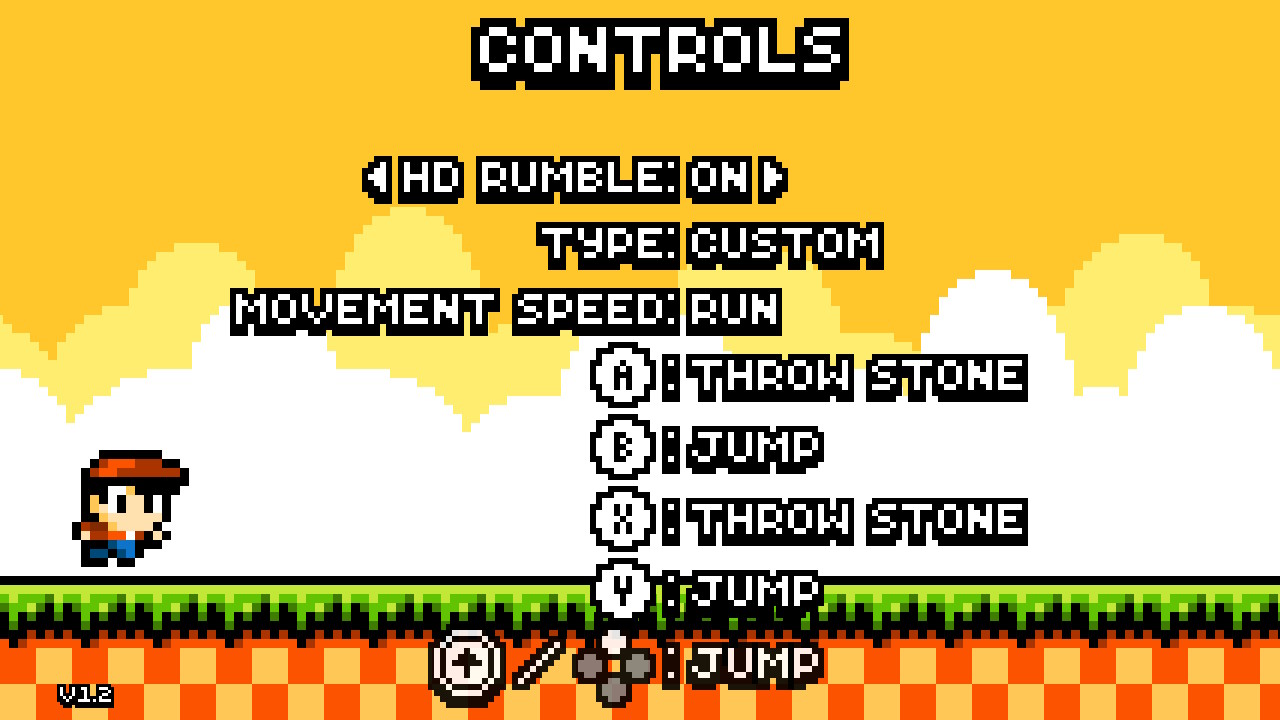 CONTROLS
HD RUMBLE: ON
TYPE: CUSTOM
MOVEMENT SPEED: RUN
A : THROW STONE
B : JUMP
X : THROW STONE
Y : JUMP
/ : JUMP
V1.2